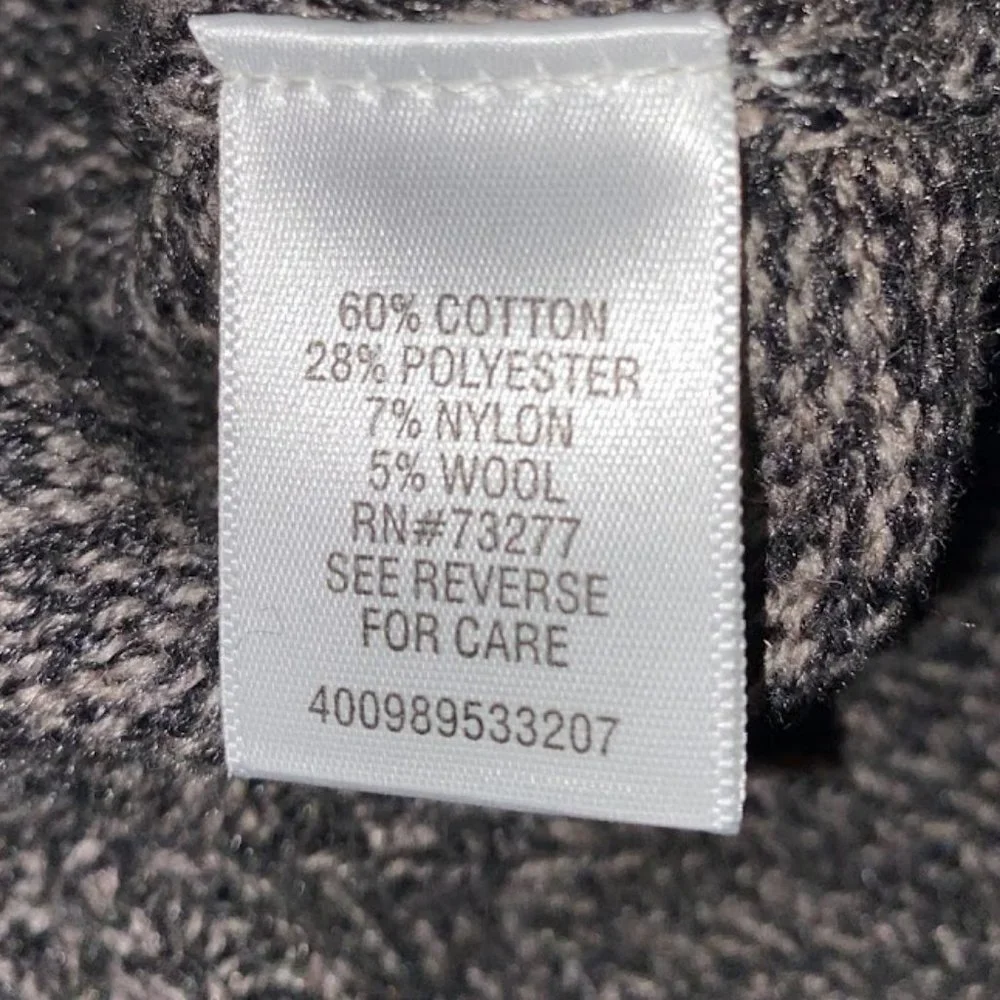 60% COTTON
28% POLYESTER
7% NYLON
5% WOOL
RN#73277
SEE REVERSE
FOR CARE
400989533207